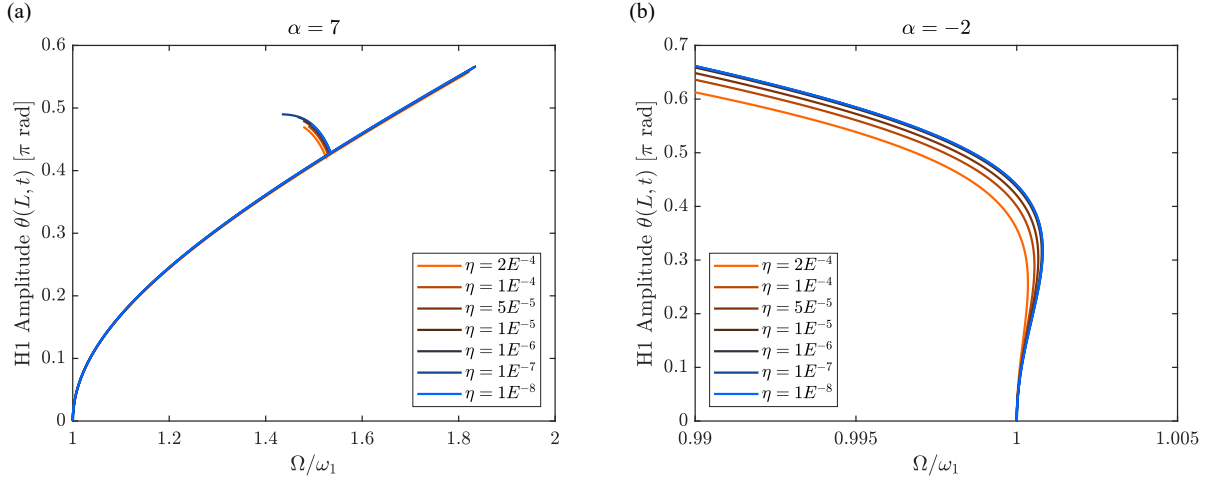 (a)
α = 7
H1 Amplitude θ(L, t) [π rad]
0.6
0.5
0.4
0.3
0.2
0.1
0
1
1.2
1.4
1.6
1.8
2
Ω/ω₁
η = 2E⁻⁴
η = 1E⁻⁴
η = 5E⁻⁵
η = 1E⁻⁵
η = 1E⁻⁶
η = 1E⁻⁷
η = 1E⁻⁸
(b)
α = −2
H1 Amplitude θ(L, t) [π rad]
0.7
0.6
0.5
0.4
0.3
0.2
0.1
0
0.99
0.995
1
1.005
Ω/ω₁
η = 2E⁻⁴
η = 1E⁻⁴
η = 5E⁻⁵
η = 1E⁻⁵
η = 1E⁻⁶
η = 1E⁻⁷
η = 1E⁻⁸